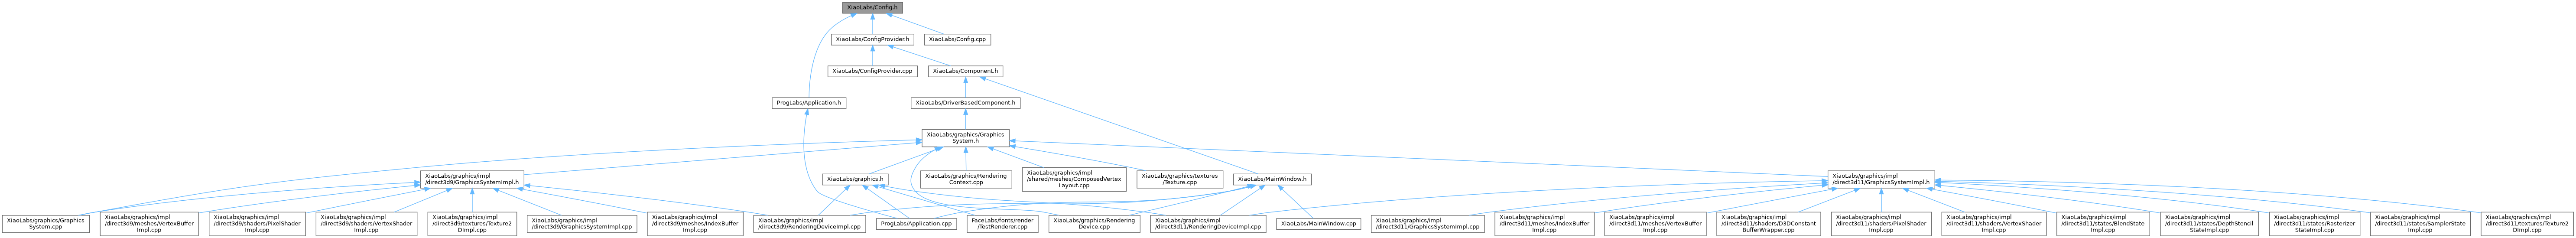 XiaoLabs/Config.h
XiaoLabs/ConfigProvider.h
XiaoLabs/Config.cpp
XiaoLabs/ConfigProvider.cpp
XiaoLabs/Component.h
ProgLabs/Application.h
XiaoLabs/DriverBasedComponent.h
XiaoLabs/graphics/Graphics
System.h
XiaoLabs/graphics/impl
/direct3d9/GraphicsSystemImpl.h
XiaoLabs/graphics.h
XiaoLabs/graphics/Rendering
Context.cpp
XiaoLabs/graphics/impl
/shared/meshes/ComposedVertex
Layout.cpp
XiaoLabs/graphics/textures
/Texture.cpp
XiaoLabs/MainWindow.h
XiaoLabs/graphics/impl
/direct3d11/GraphicsSystemImpl.h
XiaoLabs/graphics/Graphics
System.cpp
XiaoLabs/graphics/impl
/direct3d9/meshes/VertexBuffer
Impl.cpp
XiaoLabs/graphics/impl
/direct3d9/shaders/PixelShader
Impl.cpp
XiaoLabs/graphics/impl
/direct3d9/shaders/VertexShader
Impl.cpp
XiaoLabs/graphics/impl
/direct3d9/textures/Texture2
DImpl.cpp
XiaoLabs/graphics/impl
/direct3d9/GraphicsSystemImpl.cpp
XiaoLabs/graphics/impl
/direct3d9/meshes/IndexBuffer
Impl.cpp
XiaoLabs/graphics/impl
/direct3d9/RenderingDeviceImpl.cpp
ProgLabs/Application.cpp
FaceLabs/fonts/render
/TestRenderer.cpp
XiaoLabs/graphics/Rendering
Device.cpp
XiaoLabs/graphics/impl
/direct3d11/RenderingDeviceImpl.cpp
XiaoLabs/MainWindow.cpp
XiaoLabs/graphics/impl
/direct3d11/GraphicsSystemImpl.cpp
XiaoLabs/graphics/impl
/direct3d11/meshes/IndexBuffer
Impl.cpp
XiaoLabs/graphics/impl
/direct3d11/meshes/VertexBuffer
Impl.cpp
XiaoLabs/graphics/impl
/direct3d11/shaders/D3DConstant
BufferWrapper.cpp
XiaoLabs/graphics/impl
/direct3d11/shaders/PixelShader
Impl.cpp
XiaoLabs/graphics/impl
/direct3d11/shaders/VertexShader
Impl.cpp
XiaoLabs/graphics/impl
/direct3d11/states/BlendState
Impl.cpp
XiaoLabs/graphics/impl
/direct3d11/states/DepthStencil
StateImpl.cpp
XiaoLabs/graphics/impl
/direct3d11/states/Rasterizer
StateImpl.cpp
XiaoLabs/graphics/impl
/direct3d11/states/SamplerState
Impl.cpp
XiaoLabs/graphics/impl
/direct3d11/textures/Texture2
DImpl.cpp